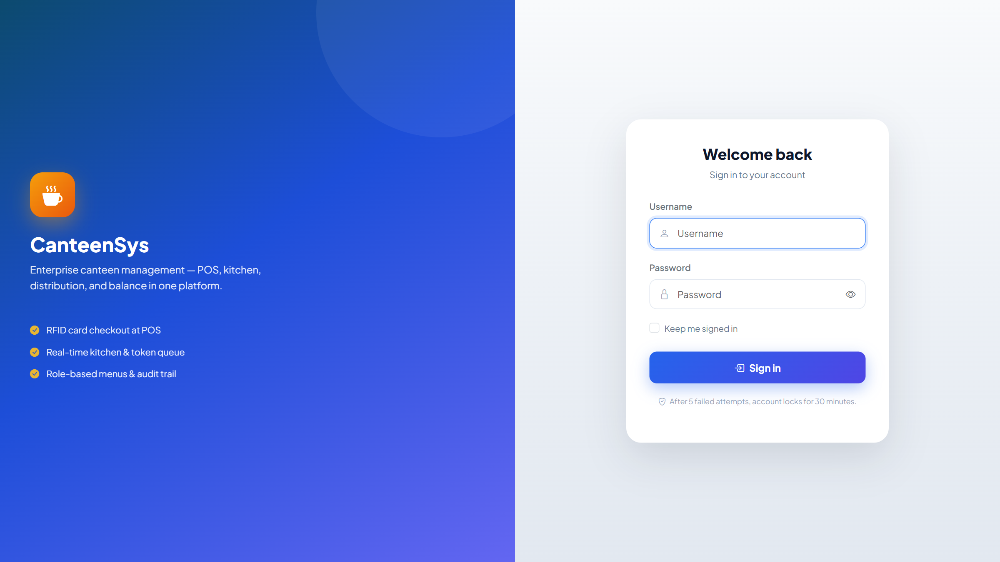 CanteenSys
Enterprise canteen management — POS, kitchen,
distribution, and balance in one platform.
RFID card checkout at POS
Real-time kitchen & token queue
Role-based menus & audit trail
Welcome back
Sign in to your account
Username
Username
Password
Password
Keep me signed in
Sign in
After 5 failed attempts, account locks for 30 minutes.